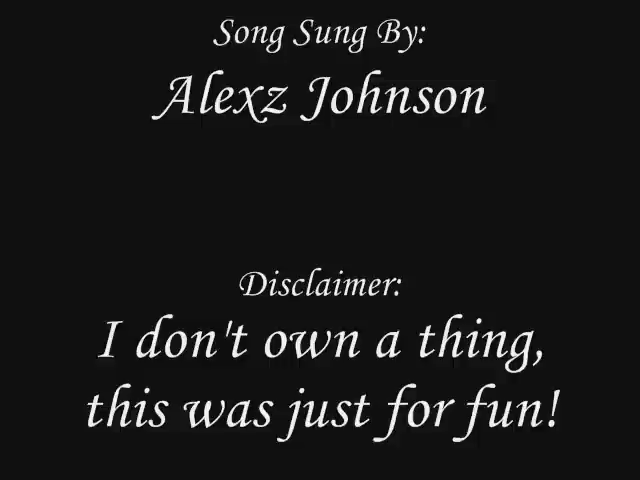 Song Sung By:
Alexz Johnson
Disclaimer:
I don't own a thing,
this was just for fun!